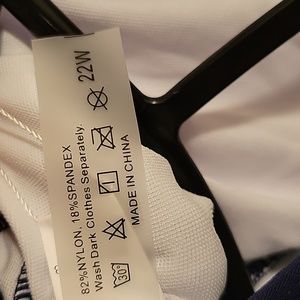 22W
82%NYLON, 18%SPANDEX
Wash Dark Clothes Separately.
30°
MADE IN CHINA